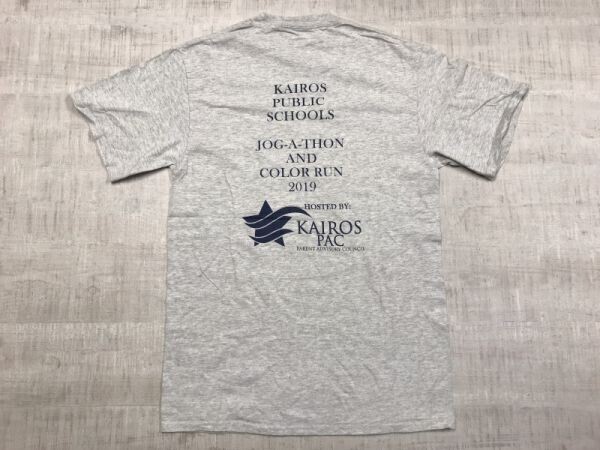 KAIROS
PUBLIC
SCHOOLS
JOG-A-THON
AND
COLOR RUN
2019
HOSTED BY:
KAIROS
PAC
PARENT ADVISORY COUNCIL